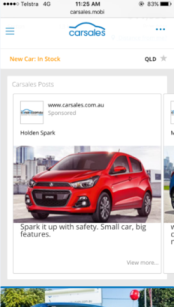 Telstra 4G 11:25 AM 83%
carsales.mobi
carsales
New Car: In Stock QLD
Carsales Posts
www.carsales.com.au
Sponsored
Holden Spark
Spark it up with safety. Small car, big
features.
View more...